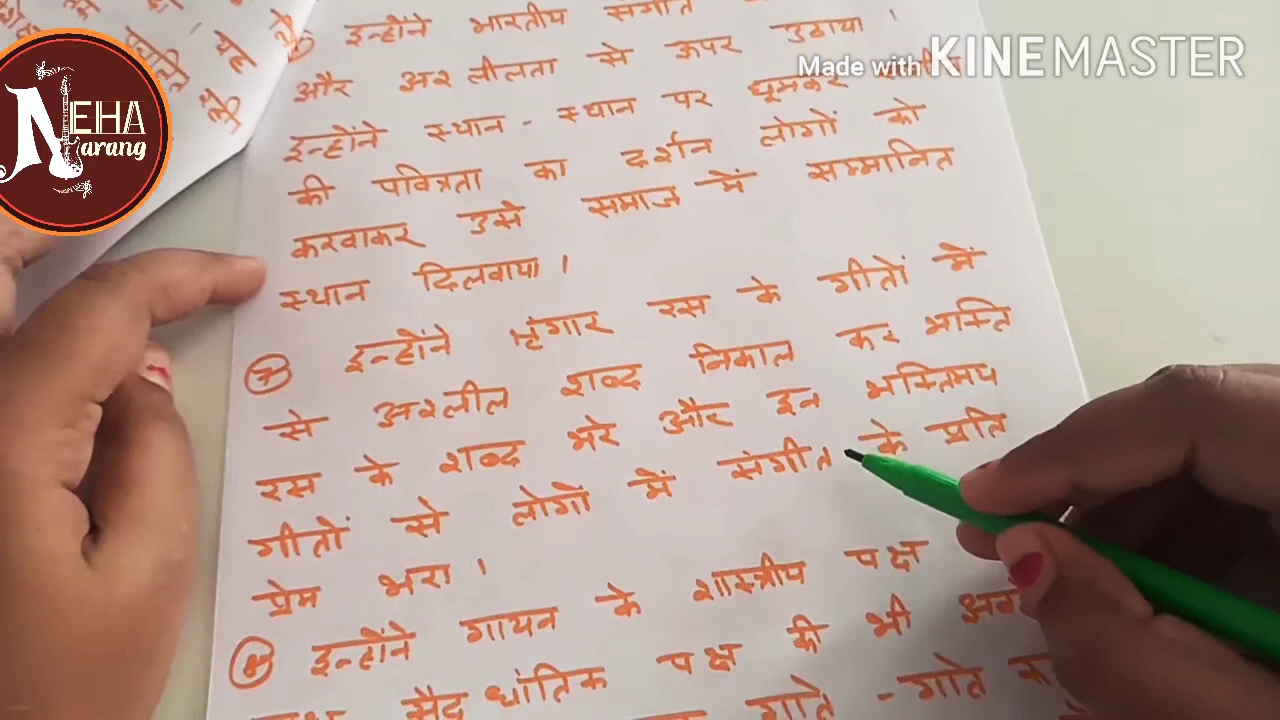 इन्होंने भारतीय संगीत
और अश्लीलता से ऊपर उठाया ।
इन्होंने स्थान - स्थान पर घूमकर
की पवित्रता का दर्शन लोगों को
करवाकर उसे समाज में सम्मानित
स्थान दिलवाया ।
7 इन्होंने श्रृंगार रस के गीतों में
से अश्लील शब्द निकाल कर भक्ति
रस के शब्द भरे और इन भक्तिमय
गीतों से लोगों में संगीत के प्रति
प्रेम भरा ।
8 इन्होंने गायन के शास्त्रीय पक्ष
सैद्धांतिक पक्ष की भी
गाते - गाते
NEHA
Narang
Made with KINEMASTER